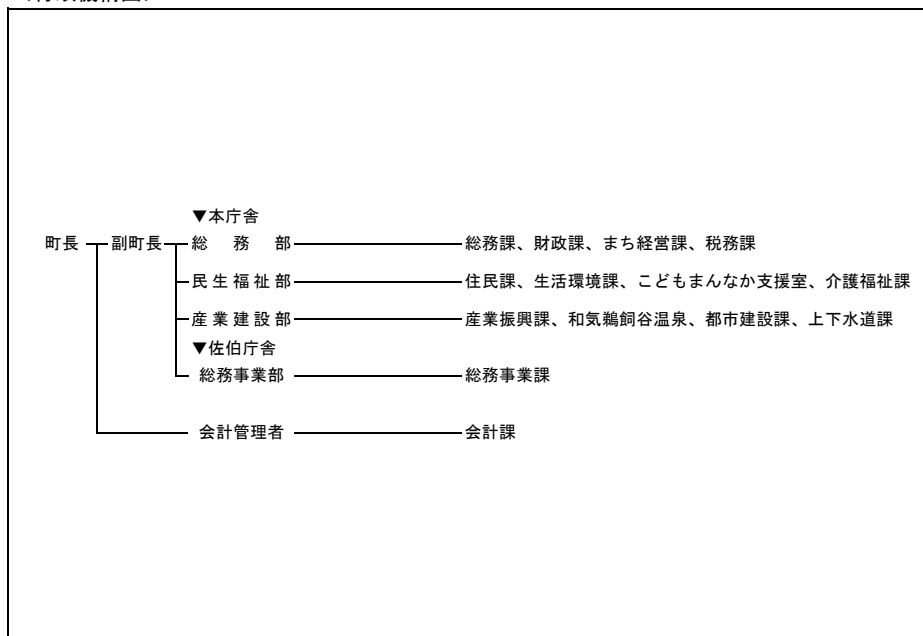 ▼本庁舎
町長 副町長 総務部 総務課、財政課、まち経営課、税務課
民生福祉部 住民課、生活環境課、こどもまんなか支援室、介護福祉課
産業建設部 産業振興課、和気鵜飼谷温泉、都市建設課、上下水道課
▼佐伯庁舎
総務事業部 総務事業課
会計管理者 会計課